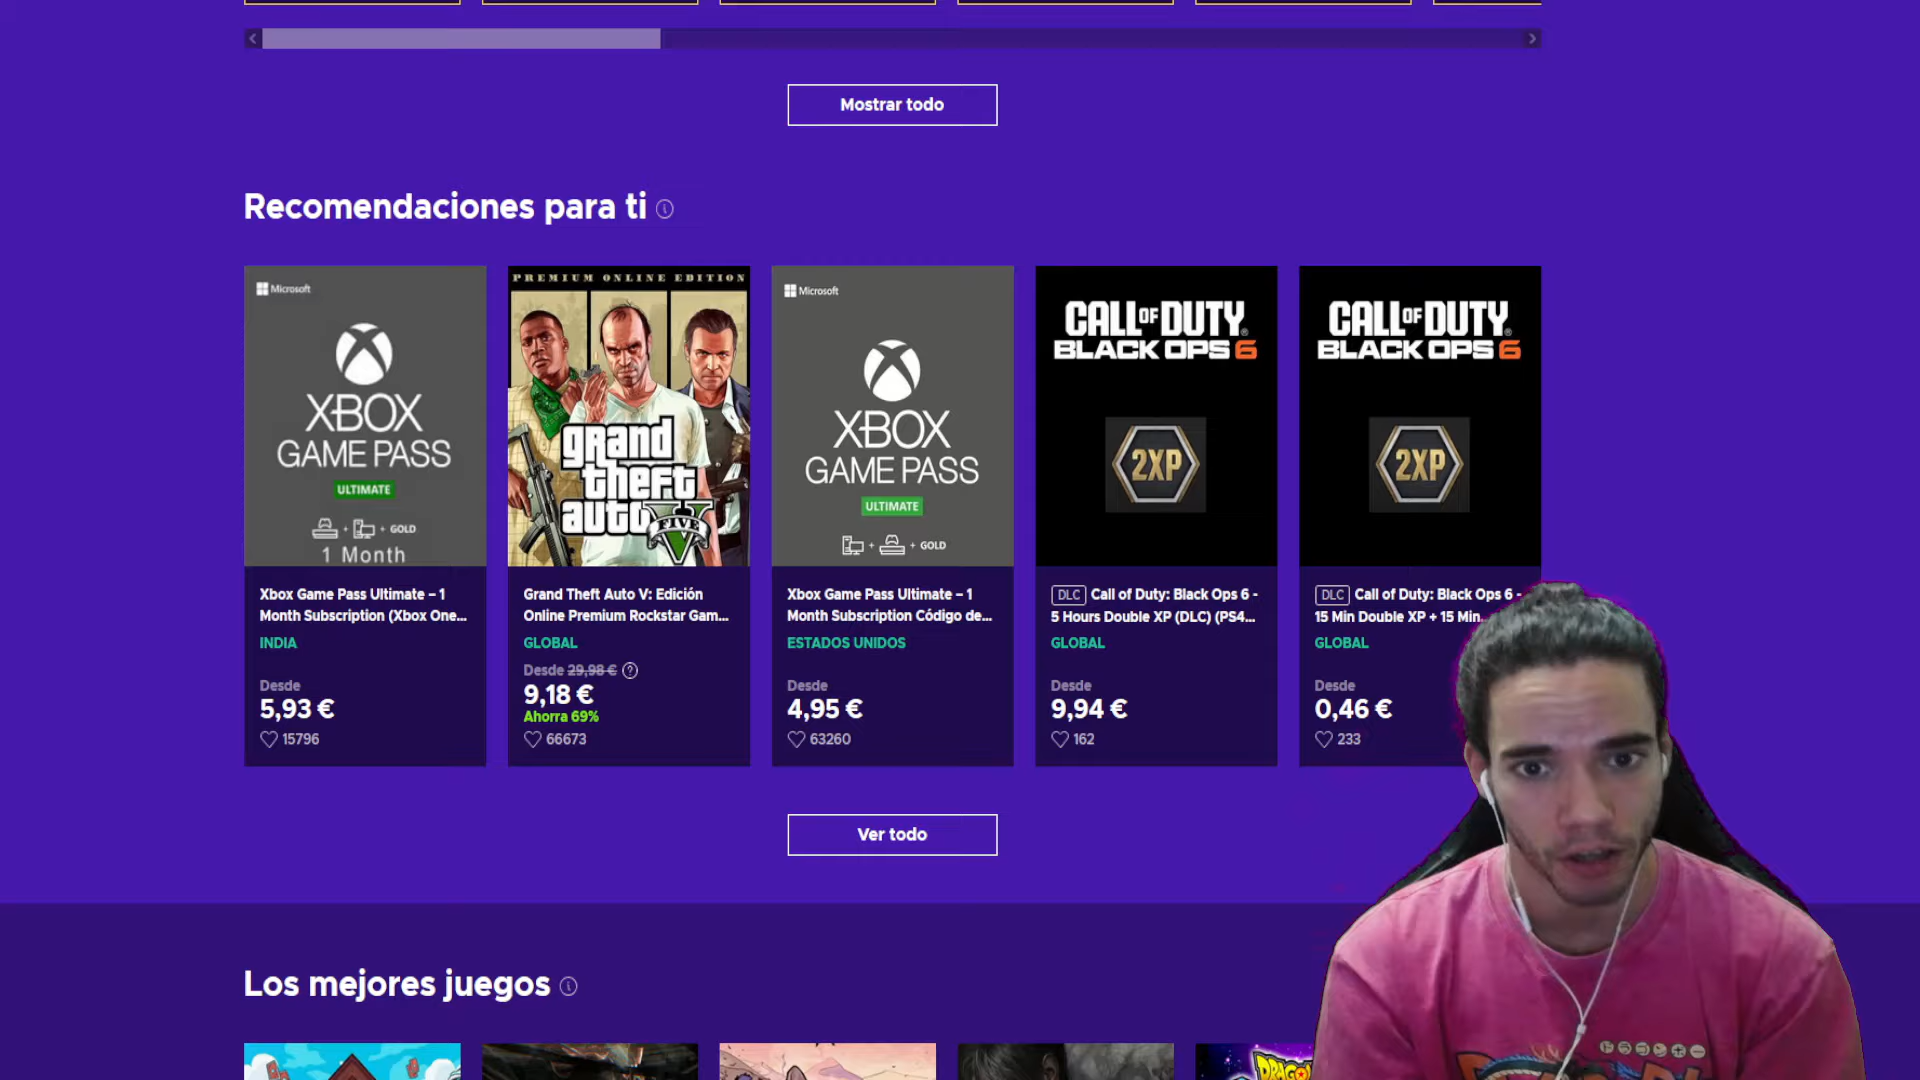 Mostrar todo
Recomendaciones para ti
Microsoft
XBOX
GAME PASS
ULTIMATE
+ + GOLD
1 Month
Xbox Game Pass Ultimate – 1
Month Subscription (Xbox One...
INDIA
Desde
5,93 €
15796
PREMIUM ONLINE EDITION
grand
theft
auto V
FIVE
Grand Theft Auto V: Edición
Online Premium Rockstar Gam...
GLOBAL
Desde 29,98 €
9,18 €
Ahorra 69%
66673
Microsoft
XBOX
GAME PASS
ULTIMATE
+ + GOLD
Xbox Game Pass Ultimate – 1
Month Subscription Código de...
ESTADOS UNIDOS
Desde
4,95 €
63260
CALL OF DUTY
BLACK OPS 6
2XP
DLC Call of Duty: Black Ops 6 -
5 Hours Double XP (DLC) (PS4...
GLOBAL
Desde
9,94 €
162
CALL OF DUTY
BLACK OPS 6
2XP
DLC Call of Duty: Black Ops 6 -
15 Min Double XP + 15 Min...
GLOBAL
Desde
0,46 €
233
Ver todo
Los mejores juegos